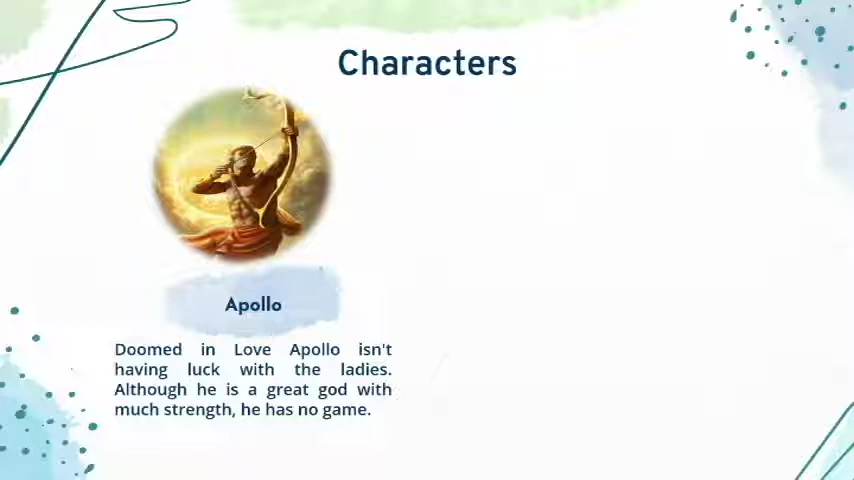 Characters
Apollo
Doomed in Love Apollo isn't
having luck with the ladies.
Although he is a great god with
much strength, he has no game.